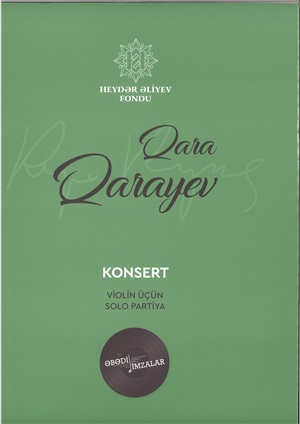 HEYDƏR ƏLİYEV
FONDU
Qara
Qarayev
KONSERT
VİOLİN ÜÇÜN
SOLO PARTİYA
ƏBƏDİ
İMZALAR